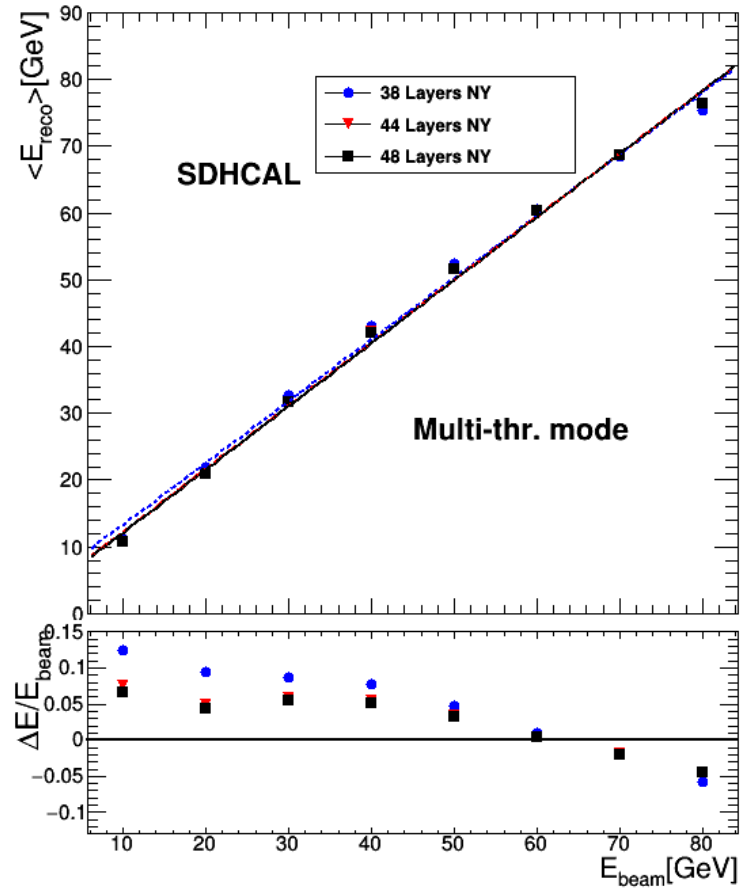 <E_reco>[GeV]
90
80
70
60
50
40
30
20
10
0
38 Layers NY
44 Layers NY
48 Layers NY
SDHCAL
Multi-thr. mode
ΔE/E_beam
0.15
0.1
0.05
0
−0.05
−0.1
10 20 30 40 50 60 70 80
E_beam[GeV]